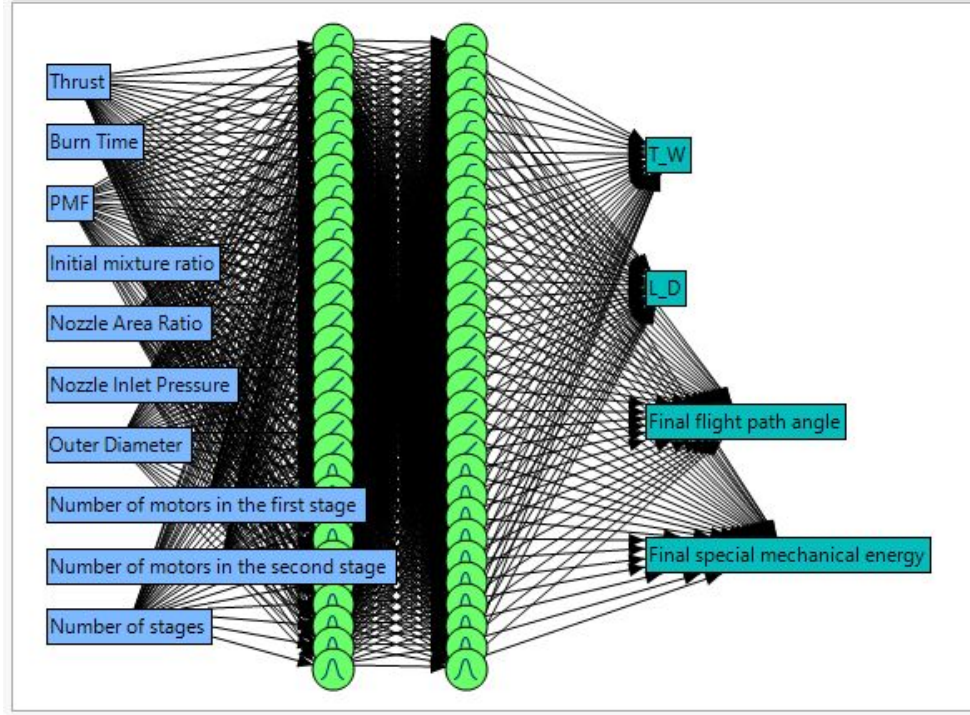 Thrust
Burn Time
PMF
Initial mixture ratio
Nozzle Area Ratio
Nozzle Inlet Pressure
Outer Diameter
Number of motors in the first stage
Number of motors in the second stage
Number of stages
T_W
L_D
Final flight path angle
Final special mechanical energy